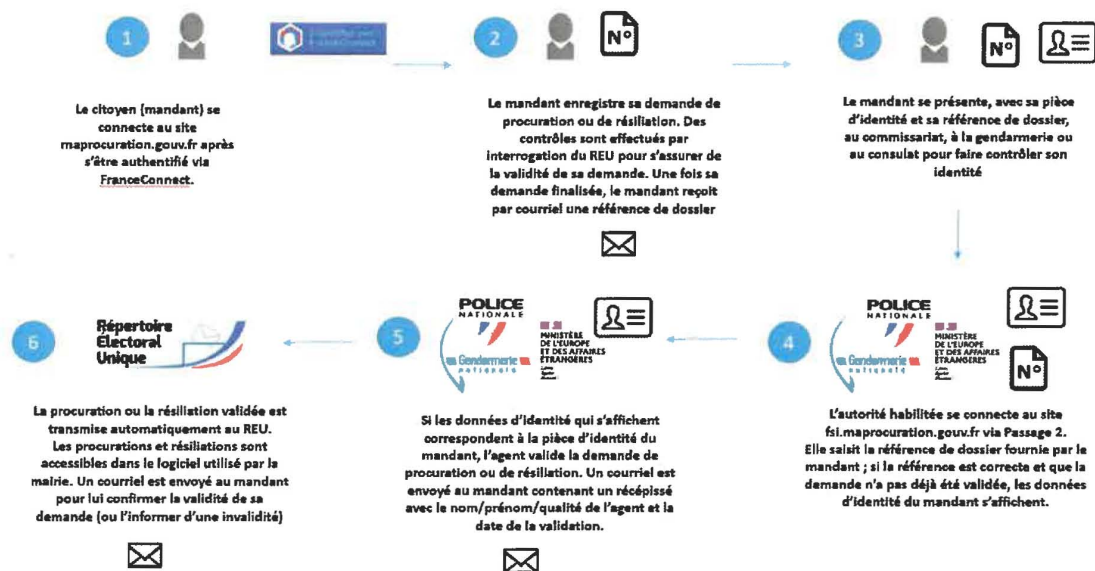 1
S'identifier avec
FranceConnect
Le citoyen (mandant) se
connecte au site
maprocuration.gouv.fr après
s'être authentifié via
FranceConnect.
2
N°
Le mandant enregistre sa demande de
procuration ou de résiliation. Des
contrôles sont effectués par
interrogation du REU pour s'assurer de
la validité de sa demande. Une fois sa
demande finalisée, le mandant reçoit
par courriel une référence de dossier
3
N°
Le mandant se présente, avec sa pièce
d'identité et sa référence de dossier,
au commissariat, à la gendarmerie ou
au consulat pour faire contrôler son
identité
6
Répertoire
Électoral
Unique
La procuration ou la résiliation validée est
transmise automatiquement au REU.
Les procurations et résiliations sont
accessibles dans le logiciel utilisé par la
mairie. Un courriel est envoyé au mandant
pour lui confirmer la validité de sa
demande (ou l'informer d'une invalidité)
5
POLICE
NATIONALE
Gendarmerie
nationale
MINISTÈRE
DE L'EUROPE
ET DES AFFAIRES
ÉTRANGÈRES
Si les données d'identité qui s'affichent
correspondent à la pièce d'identité du
mandant, l'agent valide la demande de
procuration ou de résiliation. Un courriel est
envoyé au mandant contenant un récépissé
avec le nom/prénom/qualité de l'agent et la
date de la validation.
4
POLICE
NATIONALE
Gendarmerie
nationale
MINISTÈRE
DE L'EUROPE
ET DES AFFAIRES
ÉTRANGÈRES
N°
L'autorité habilitée se connecte au site
fsi.maprocuration.gouv.fr via Passage 2.
Elle saisit la référence de dossier fournie par le
mandant ; si la référence est correcte et que la
demande n'a pas déjà été validée, les données
d'identité du mandant s'affichent.